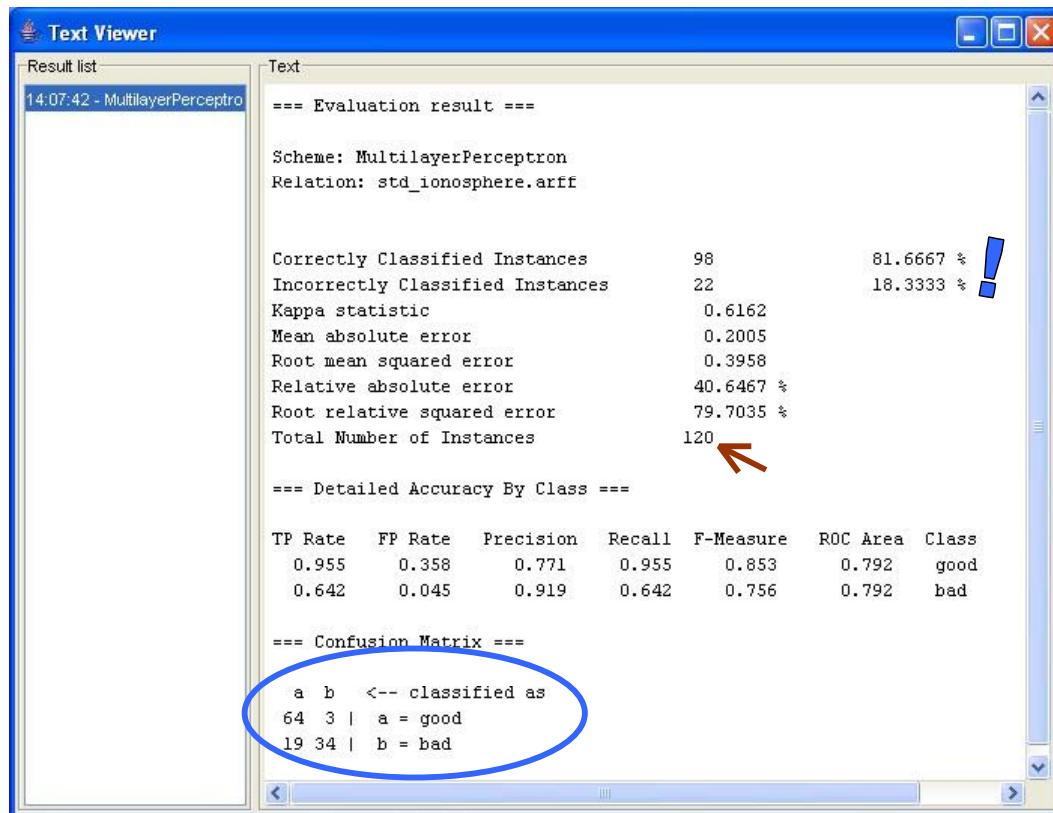 Text Viewer
Result list
14:07:42 - MultilayerPerceptro
Text
=== Evaluation result ===
Scheme: MultilayerPerceptron
Relation: std_ionosphere.arff
Correctly Classified Instances 98 81.6667 %
Incorrectly Classified Instances 22 18.3333 %
!
Kappa statistic 0.6162
Mean absolute error 0.2005
Root mean squared error 0.3958
Relative absolute error 40.6467 %
Root relative squared error 79.7035 %
Total Number of Instances 120
=== Detailed Accuracy By Class ===
TP Rate FP Rate Precision Recall F-Measure ROC Area Class
0.955 0.358 0.771 0.955 0.853 0.792 good
0.642 0.045 0.919 0.642 0.756 0.792 bad
=== Confusion Matrix ===
a b <-- classified as
64 3 | a = good
19 34 | b = bad